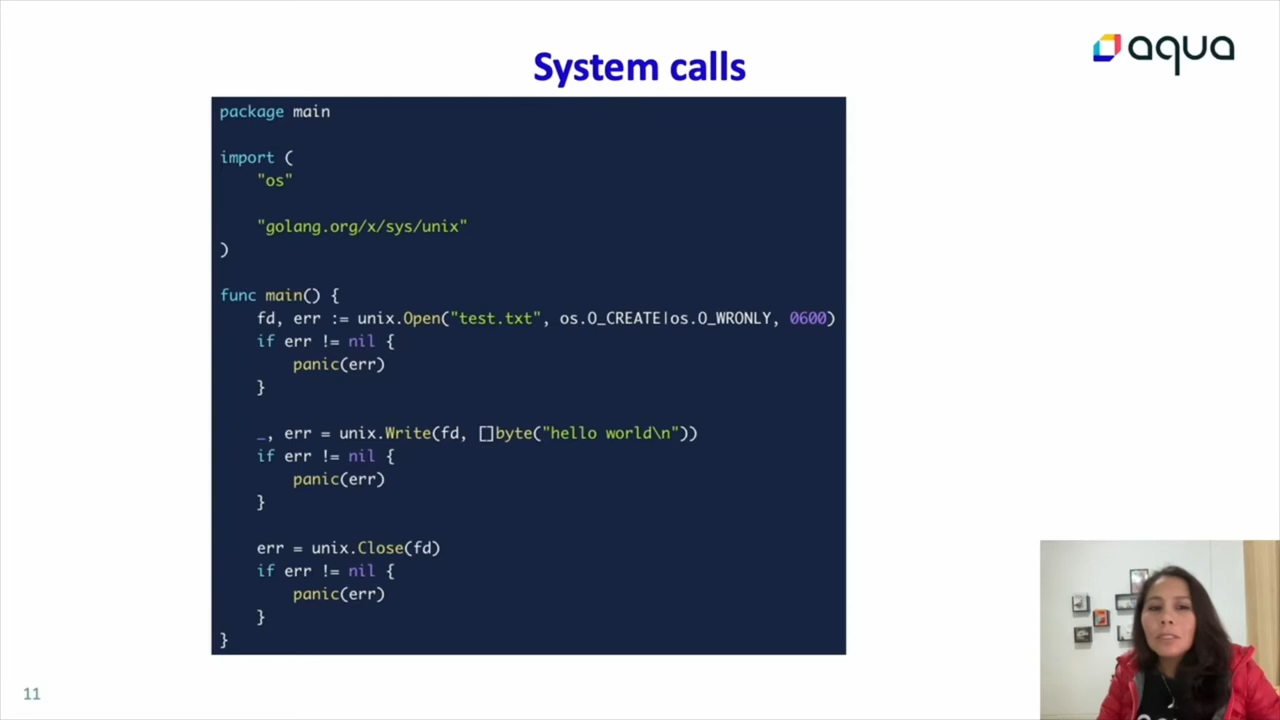 aqua
System calls
package main
import (
"os"
"golang.org/x/sys/unix"
)
func main() {
fd, err := unix.Open("test.txt", os.O_CREATE|os.O_WRONLY, 0600)
if err != nil {
panic(err)
}
_, err = unix.Write(fd, []byte("hello world\n"))
if err != nil {
panic(err)
}
err = unix.Close(fd)
if err != nil {
panic(err)
}
}
11